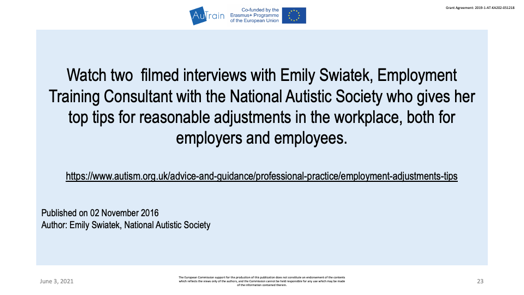 AuTrain
Co-funded by the
Erasmus+ Programme
of the European Union
Grant Agreement: 2019-1-AT-KA202-051218
Watch two filmed interviews with Emily Swiatek, Employment
Training Consultant with the National Autistic Society who gives her
top tips for reasonable adjustments in the workplace, both for
employers and employees.
https://www.autism.org.uk/advice-and-guidance/professional-practice/employment-adjustments-tips
Published on 02 November 2016
Author: Emily Swiatek, National Autistic Society
June 3, 2021
The European Commission support for the production of this publication does not constitute an endorsement of the contents
which reflects the views only of the authors, and the Commission cannot be held responsible for any use which may be made
of the information contained therein.
23